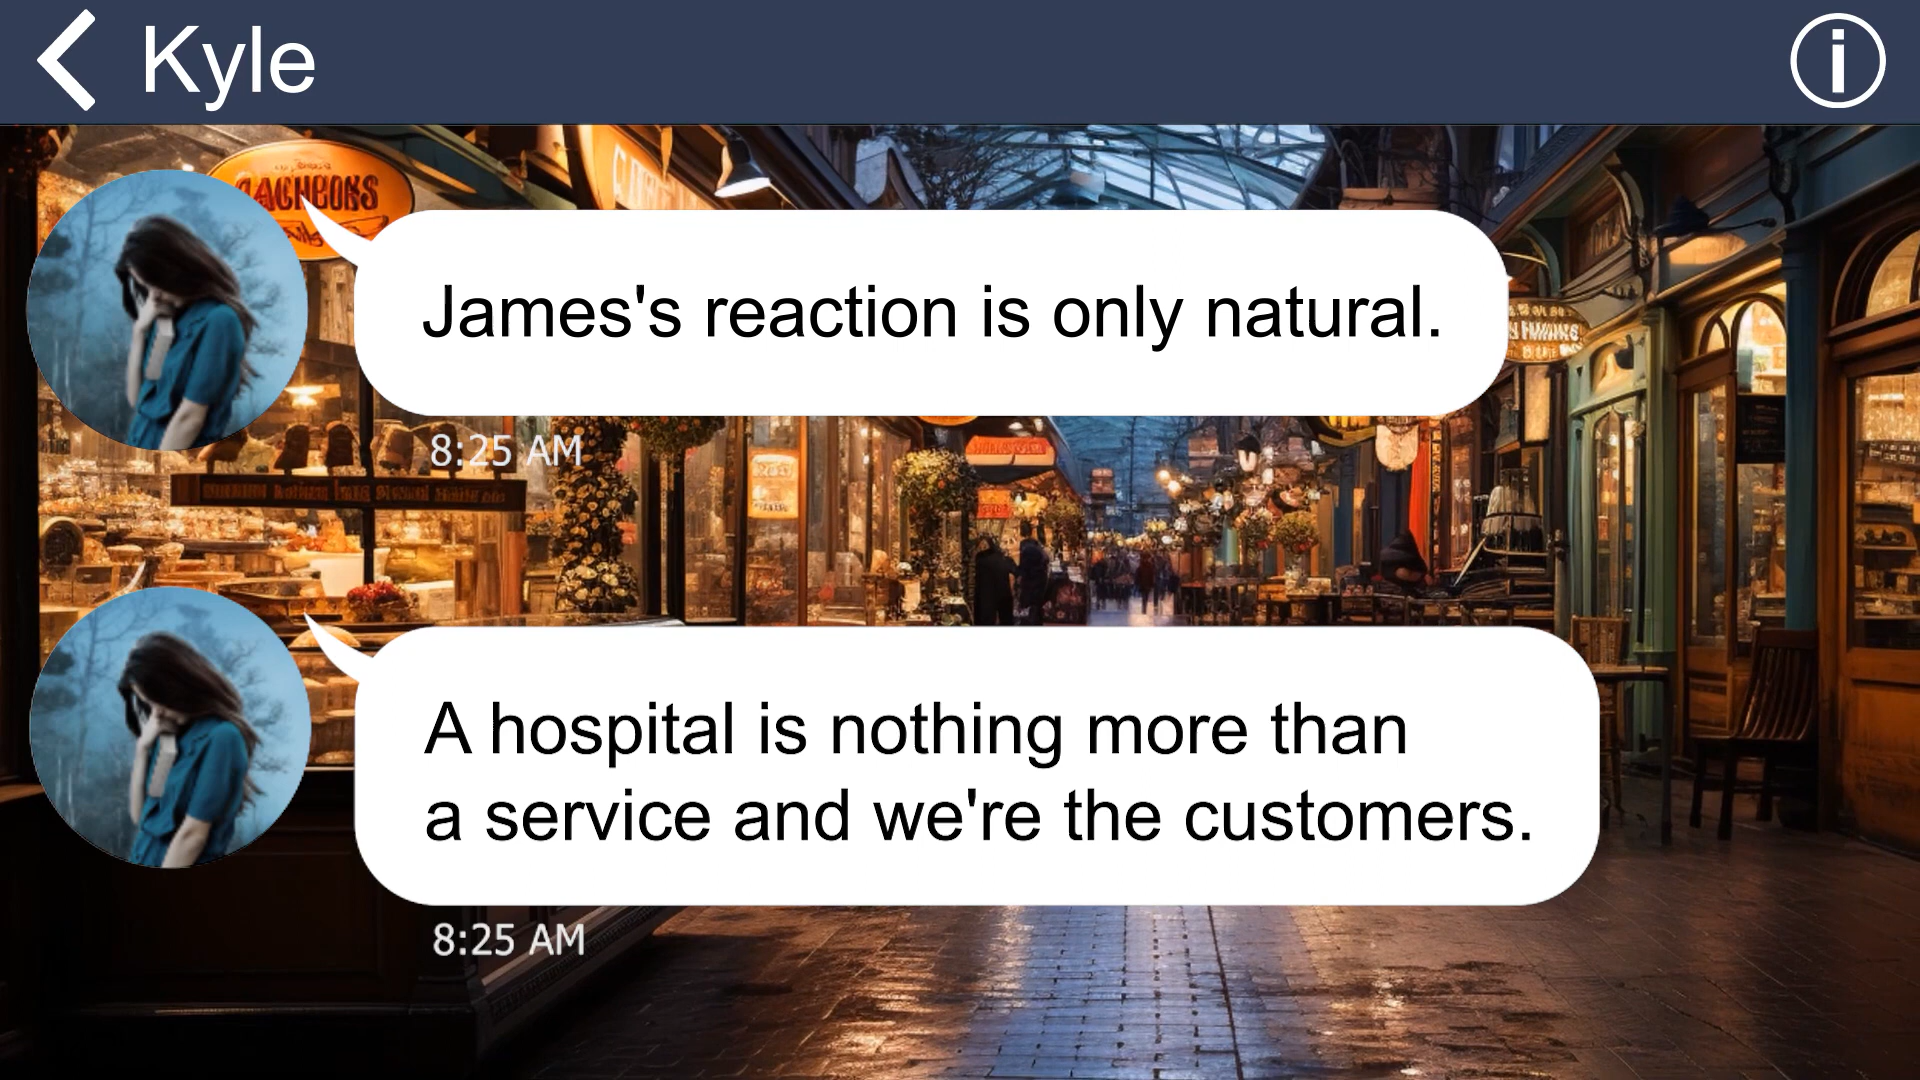 Kyle
James's reaction is only natural.
8:25 AM
A hospital is nothing more than
a service and we're the customers.
8:25 AM